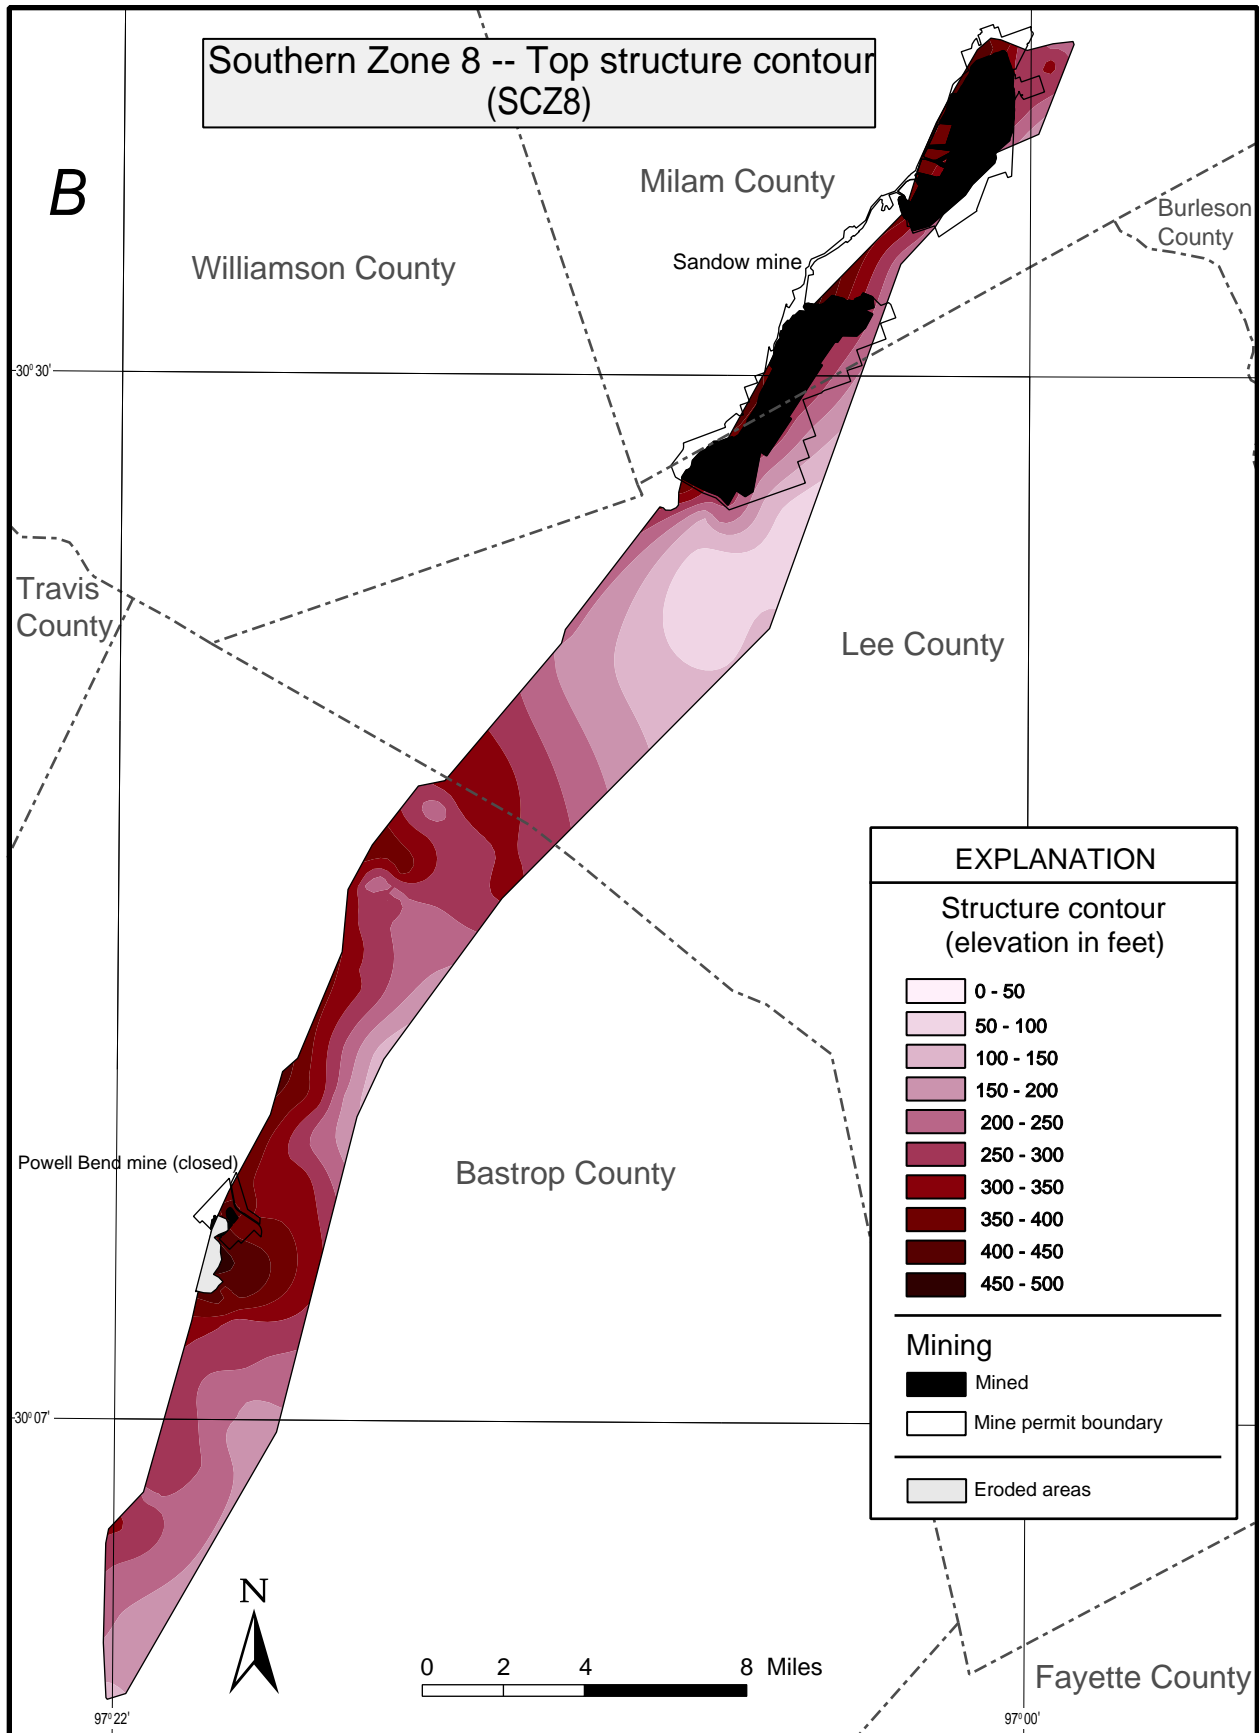 Southern Zone 8 -- Top structure contour
(SCZ8)
B
Milam County
Burleson
County
Williamson County
Sandow mine
30° 30'
Travis
County
Lee County
EXPLANATION
Structure contour
(elevation in feet)
0 - 50
50 - 100
100 - 150
150 - 200
200 - 250
250 - 300
300 - 350
350 - 400
400 - 450
450 - 500
Mining
Mined
Mine permit boundary
Eroded areas
Powell Bend mine (closed)
Bastrop County
30° 07'
N
0 2 4 8 Miles
Fayette County
97° 22'
97° 00'